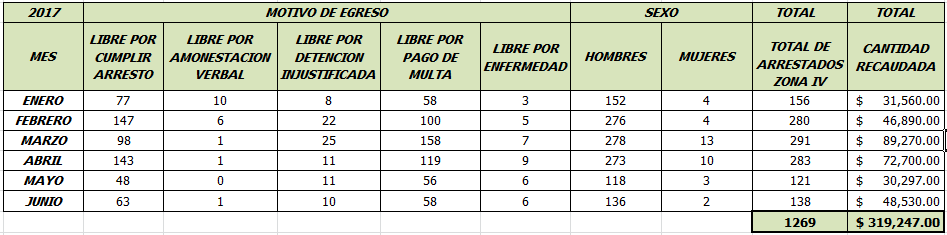 2017 MOTIVO DE EGRESO SEXO TOTAL TOTAL
MES LIBRE POR CUMPLIR ARRESTO LIBRE POR AMONESTACION VERBAL LIBRE POR DETENCION INJUSTIFICADA LIBRE POR PAGO DE MULTA LIBRE POR ENFERMEDAD HOMBRES MUJERES TOTAL DE ARRESTADOS ZONA IV CANTIDAD RECAUDADA
ENERO 77 10 8 58 3 152 4 156 $ 31,560.00
FEBRERO 147 6 22 100 5 276 4 280 $ 46,890.00
MARZO 98 1 25 158 7 278 13 291 $ 89,270.00
ABRIL 143 1 11 119 9 273 10 283 $ 72,700.00
MAYO 48 0 11 56 6 118 3 121 $ 30,297.00
JUNIO 63 1 10 58 6 136 2 138 $ 48,530.00
1269 $ 319,247.00